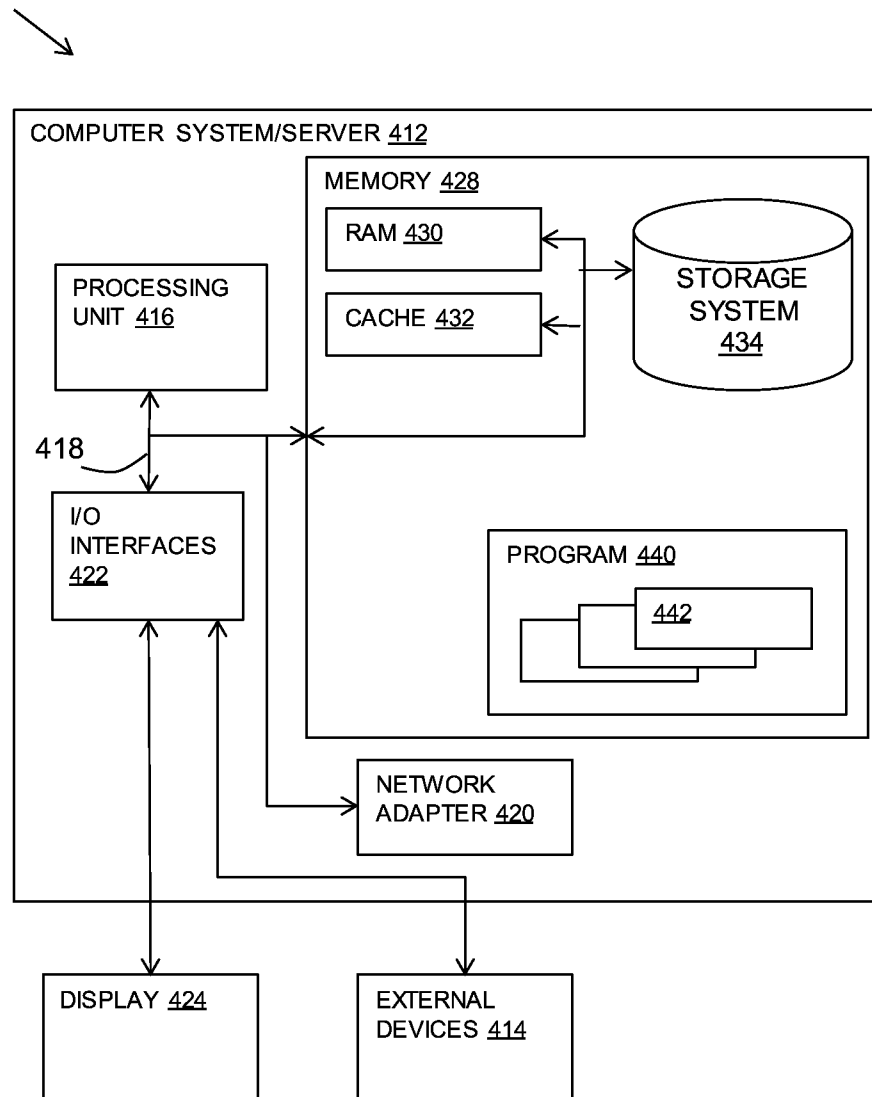 COMPUTER SYSTEM/SERVER 412
MEMORY 428
RAM 430
CACHE 432
STORAGE
SYSTEM
434
PROCESSING
UNIT 416
418
I/O
INTERFACES
422
PROGRAM 440
442
NETWORK
ADAPTER 420
DISPLAY 424
EXTERNAL
DEVICES 414